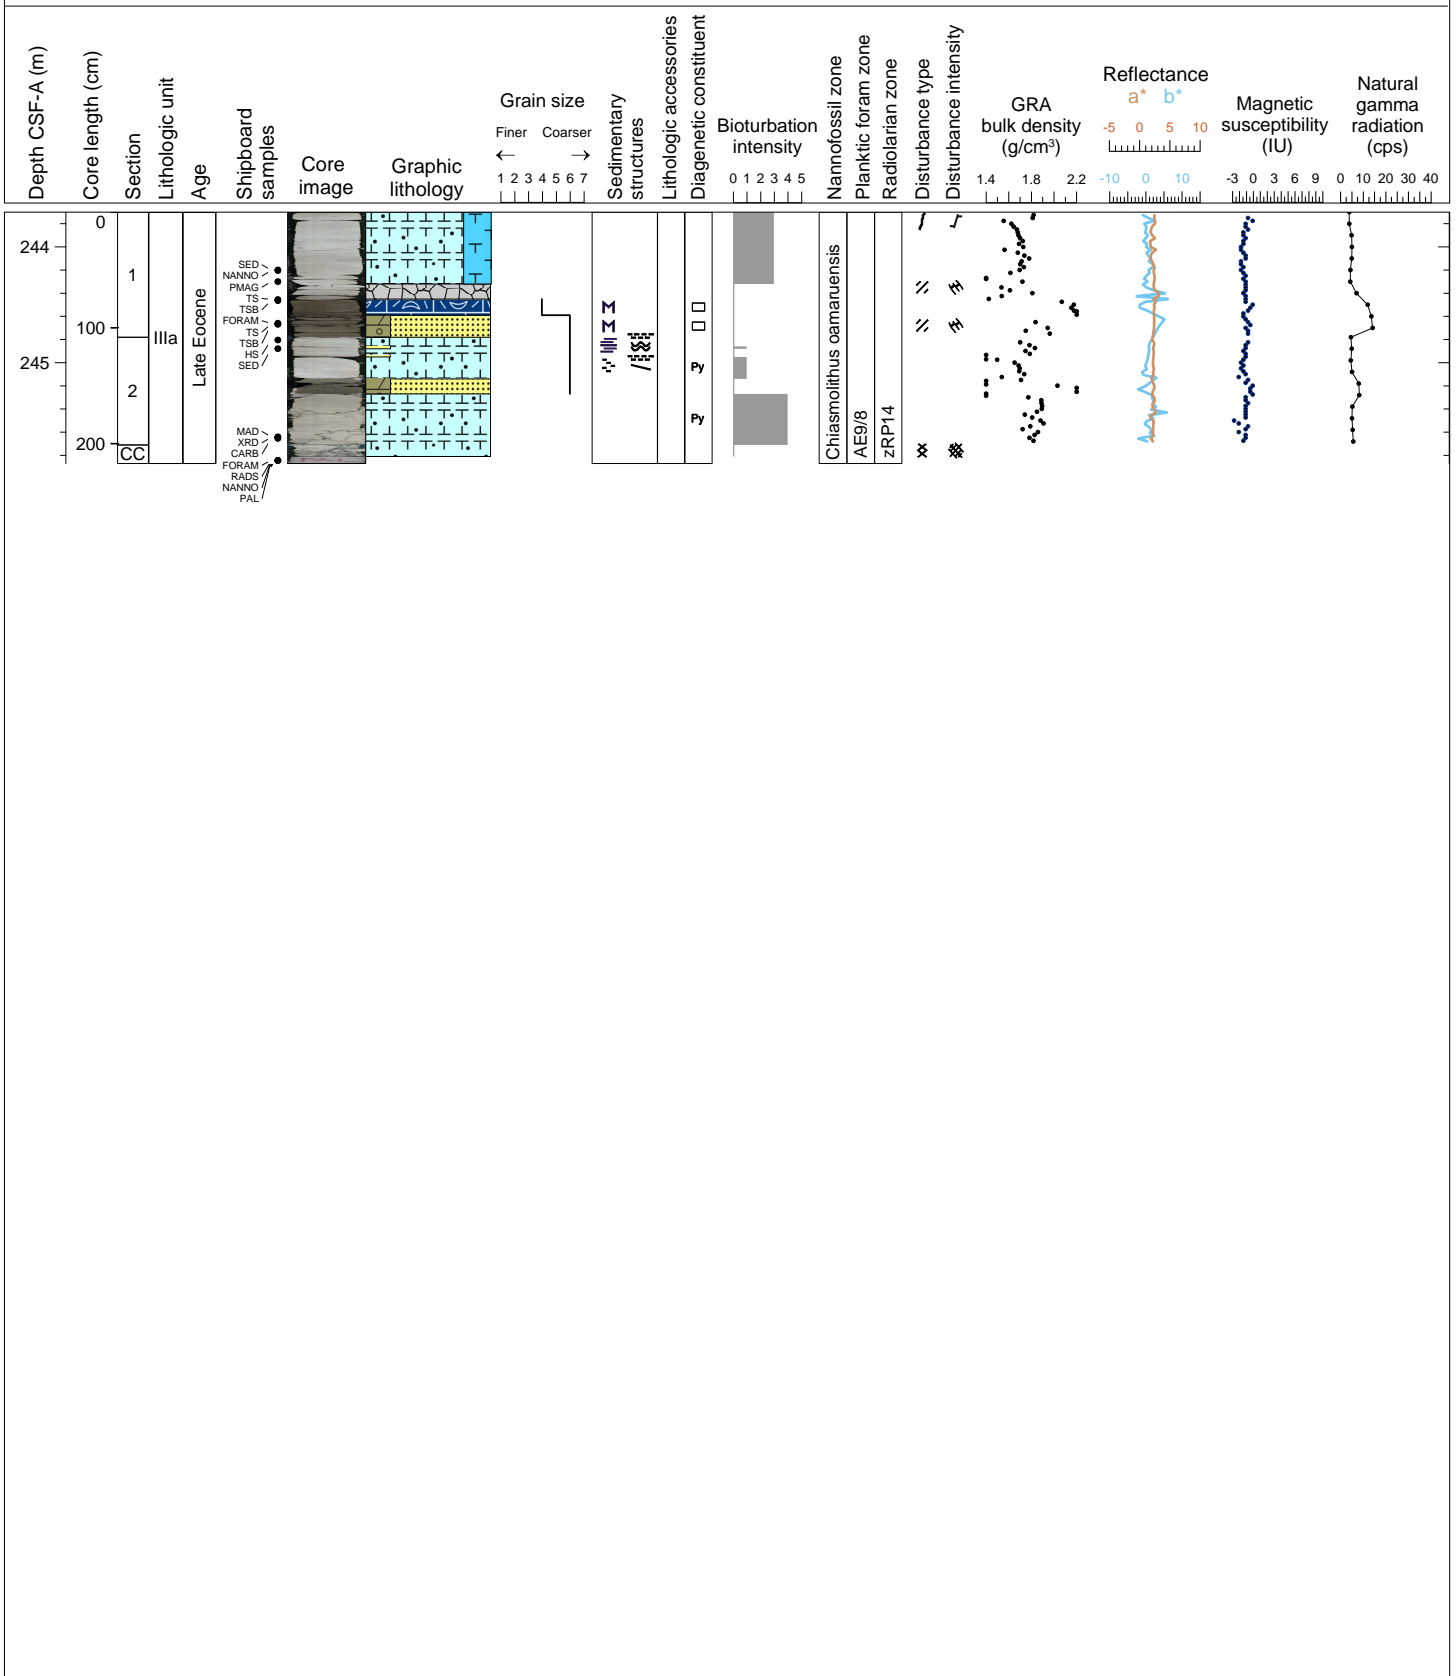 Depth CSF-A (m)
Core length (cm)
Section
Lithologic unit
Age
Shipboard
samples
Core
image
Graphic
lithology
Grain size
Finer Coarser
← →
1 2 3 4 5 6 7
Sedimentary
structures
Lithologic accessories
Diagenetic constituent
Bioturbation
intensity
0 1 2 3 4 5
Nannofossil zone
Planktic foram zone
Radiolarian zone
Disturbance type
Disturbance intensity
GRA
bulk density
(g/cm³)
1.4 1.8 2.2
Reflectance
a* b*
-5 0 5 10
-10 0 10
Magnetic
susceptibility
(IU)
-3 0 3 6 9
Natural
gamma
radiation
(cps)
0 10 20 30 40
244
245
0
100
200
1
2
CC
IIIa
Late Eocene
SED
NANNO
PMAG
TS
TSB
FORAM
TS
TSB
HS
SED
MAD
XRD
CARB
FORAM
RADS
NANNO
PAL
M
M
Py
Py
Chiasmolithus oamaruensis
AE9/8
zRP14